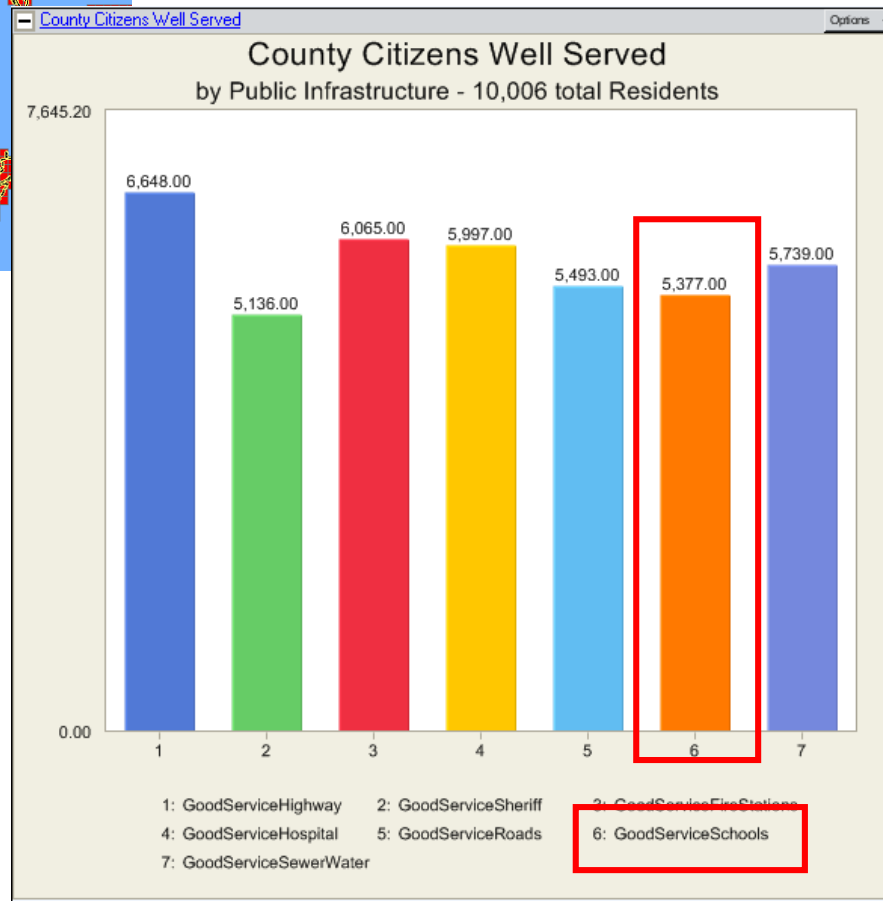 County Citizens Well Served
Options
County Citizens Well Served
by Public Infrastructure - 10,006 total Residents
7,645.20
6,648.00
5,136.00
6,065.00
5,997.00
5,493.00
5,377.00
5,739.00
0.00
1 2 3 4 5 6 7
1: GoodServiceHighway 2: GoodServiceSheriff 3: GoodServiceFireStations
4: GoodServiceHospital 5: GoodServiceRoads 6: GoodServiceSchools
7: GoodServiceSewerWater